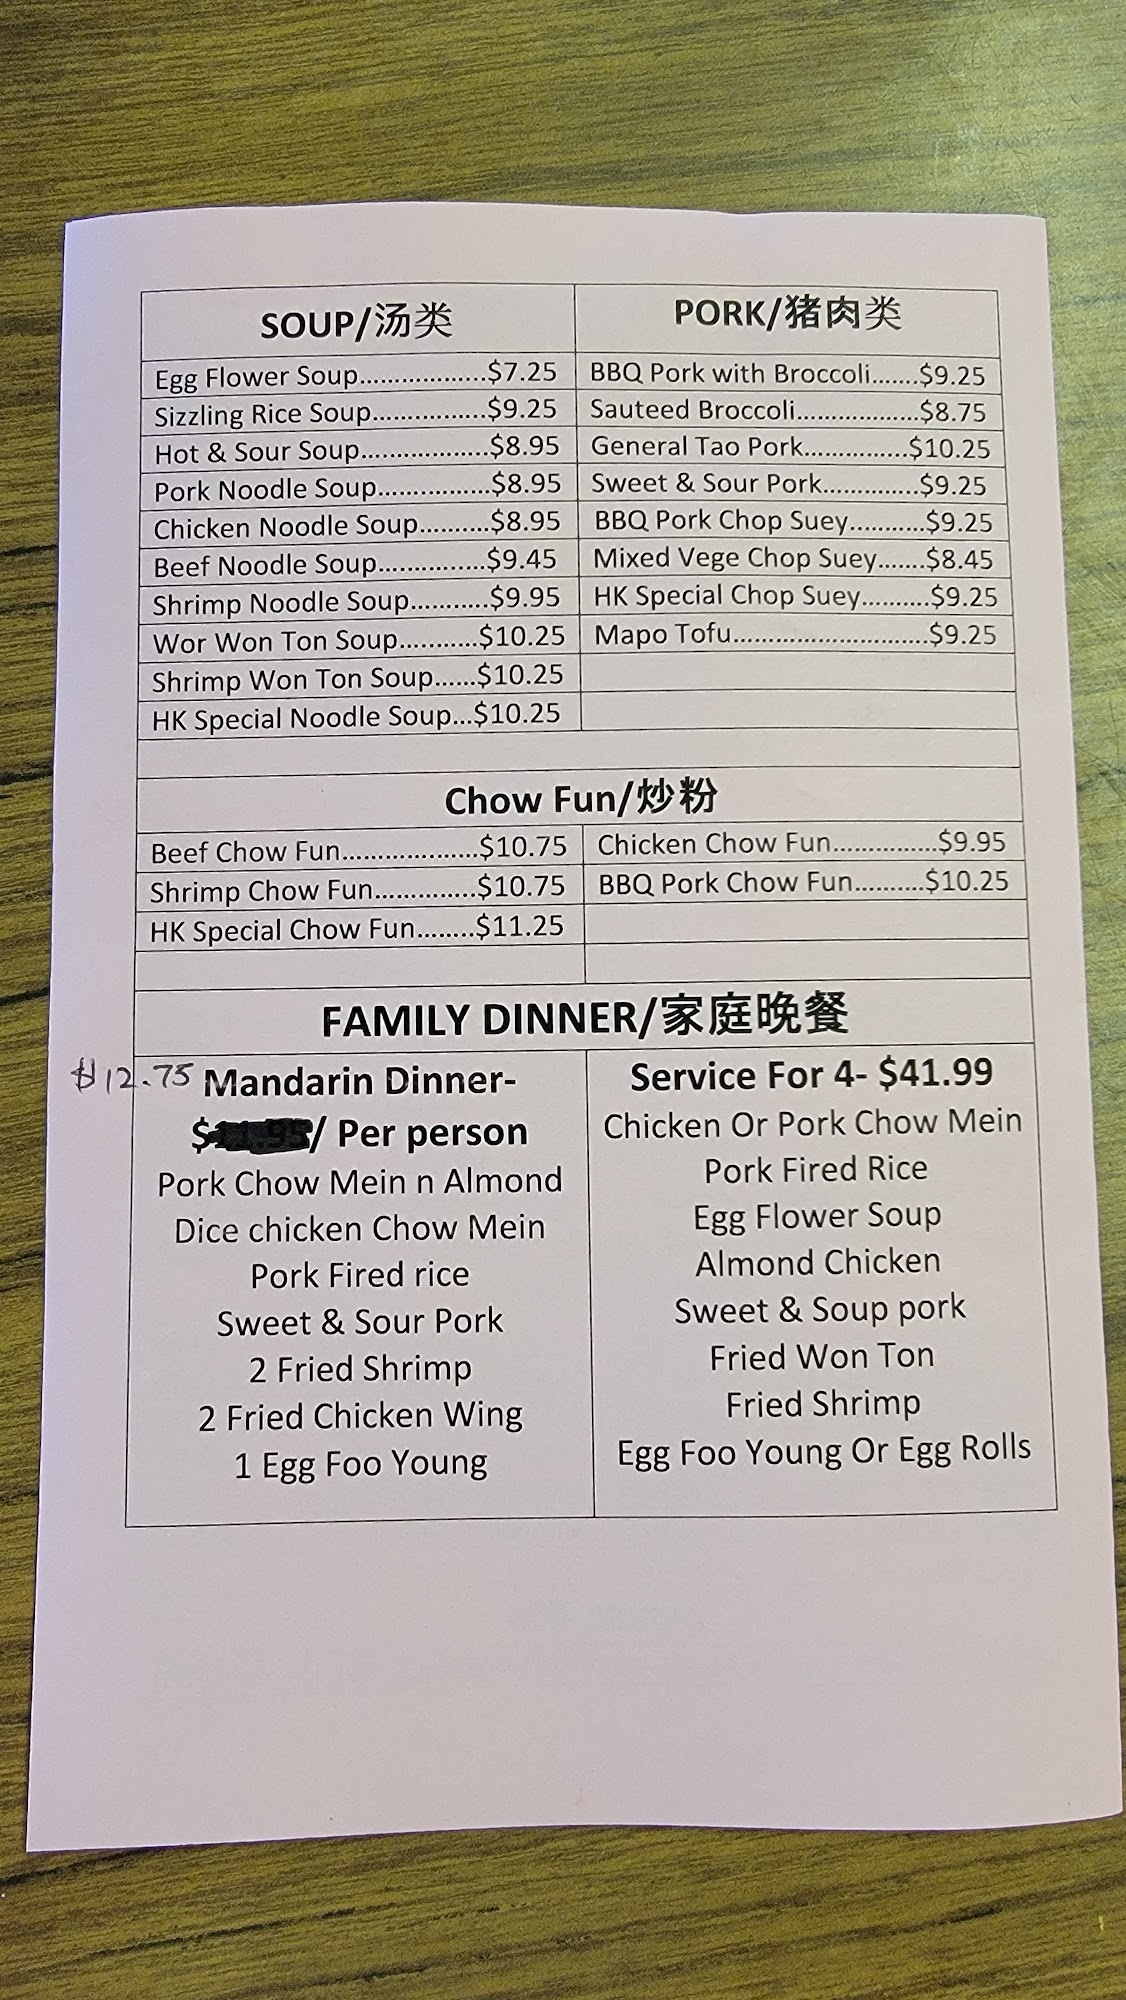 SOUP/汤类
Egg Flower Soup..................$7.25
Sizzling Rice Soup................$9.25
Hot & Sour Soup..................$8.95
Pork Noodle Soup................$8.95
Chicken Noodle Soup..........$8.95
Beef Noodle Soup...............$9.45
Shrimp Noodle Soup...........$9.95
Wor Won Ton Soup...........$10.25
Shrimp Won Ton Soup......$10.25
HK Special Noodle Soup...$10.25
PORK/猪肉类
BBQ Pork with Broccoli.......$9.25
Sauteed Broccoli..................$8.75
General Tao Pork...............$10.25
Sweet & Sour Pork..............$9.25
BBQ Pork Chop Suey...........$9.25
Mixed Vege Chop Suey.......$8.45
HK Special Chop Suey..........$9.25
Mapo Tofu............................$9.25
Chow Fun/炒粉
Beef Chow Fun....................$10.75
Shrimp Chow Fun...............$10.75
HK Special Chow Fun........$11.25
Chicken Chow Fun...............$9.95
BBQ Pork Chow Fun..........$10.25
FAMILY DINNER/家庭晚餐
$12.75 Mandarin Dinner-
$ / Per person
Pork Chow Mein n Almond
Dice chicken Chow Mein
Pork Fired rice
Sweet & Sour Pork
2 Fried Shrimp
2 Fried Chicken Wing
1 Egg Foo Young
Service For 4- $41.99
Chicken Or Pork Chow Mein
Pork Fired Rice
Egg Flower Soup
Almond Chicken
Sweet & Soup pork
Fried Won Ton
Fried Shrimp
Egg Foo Young Or Egg Rolls